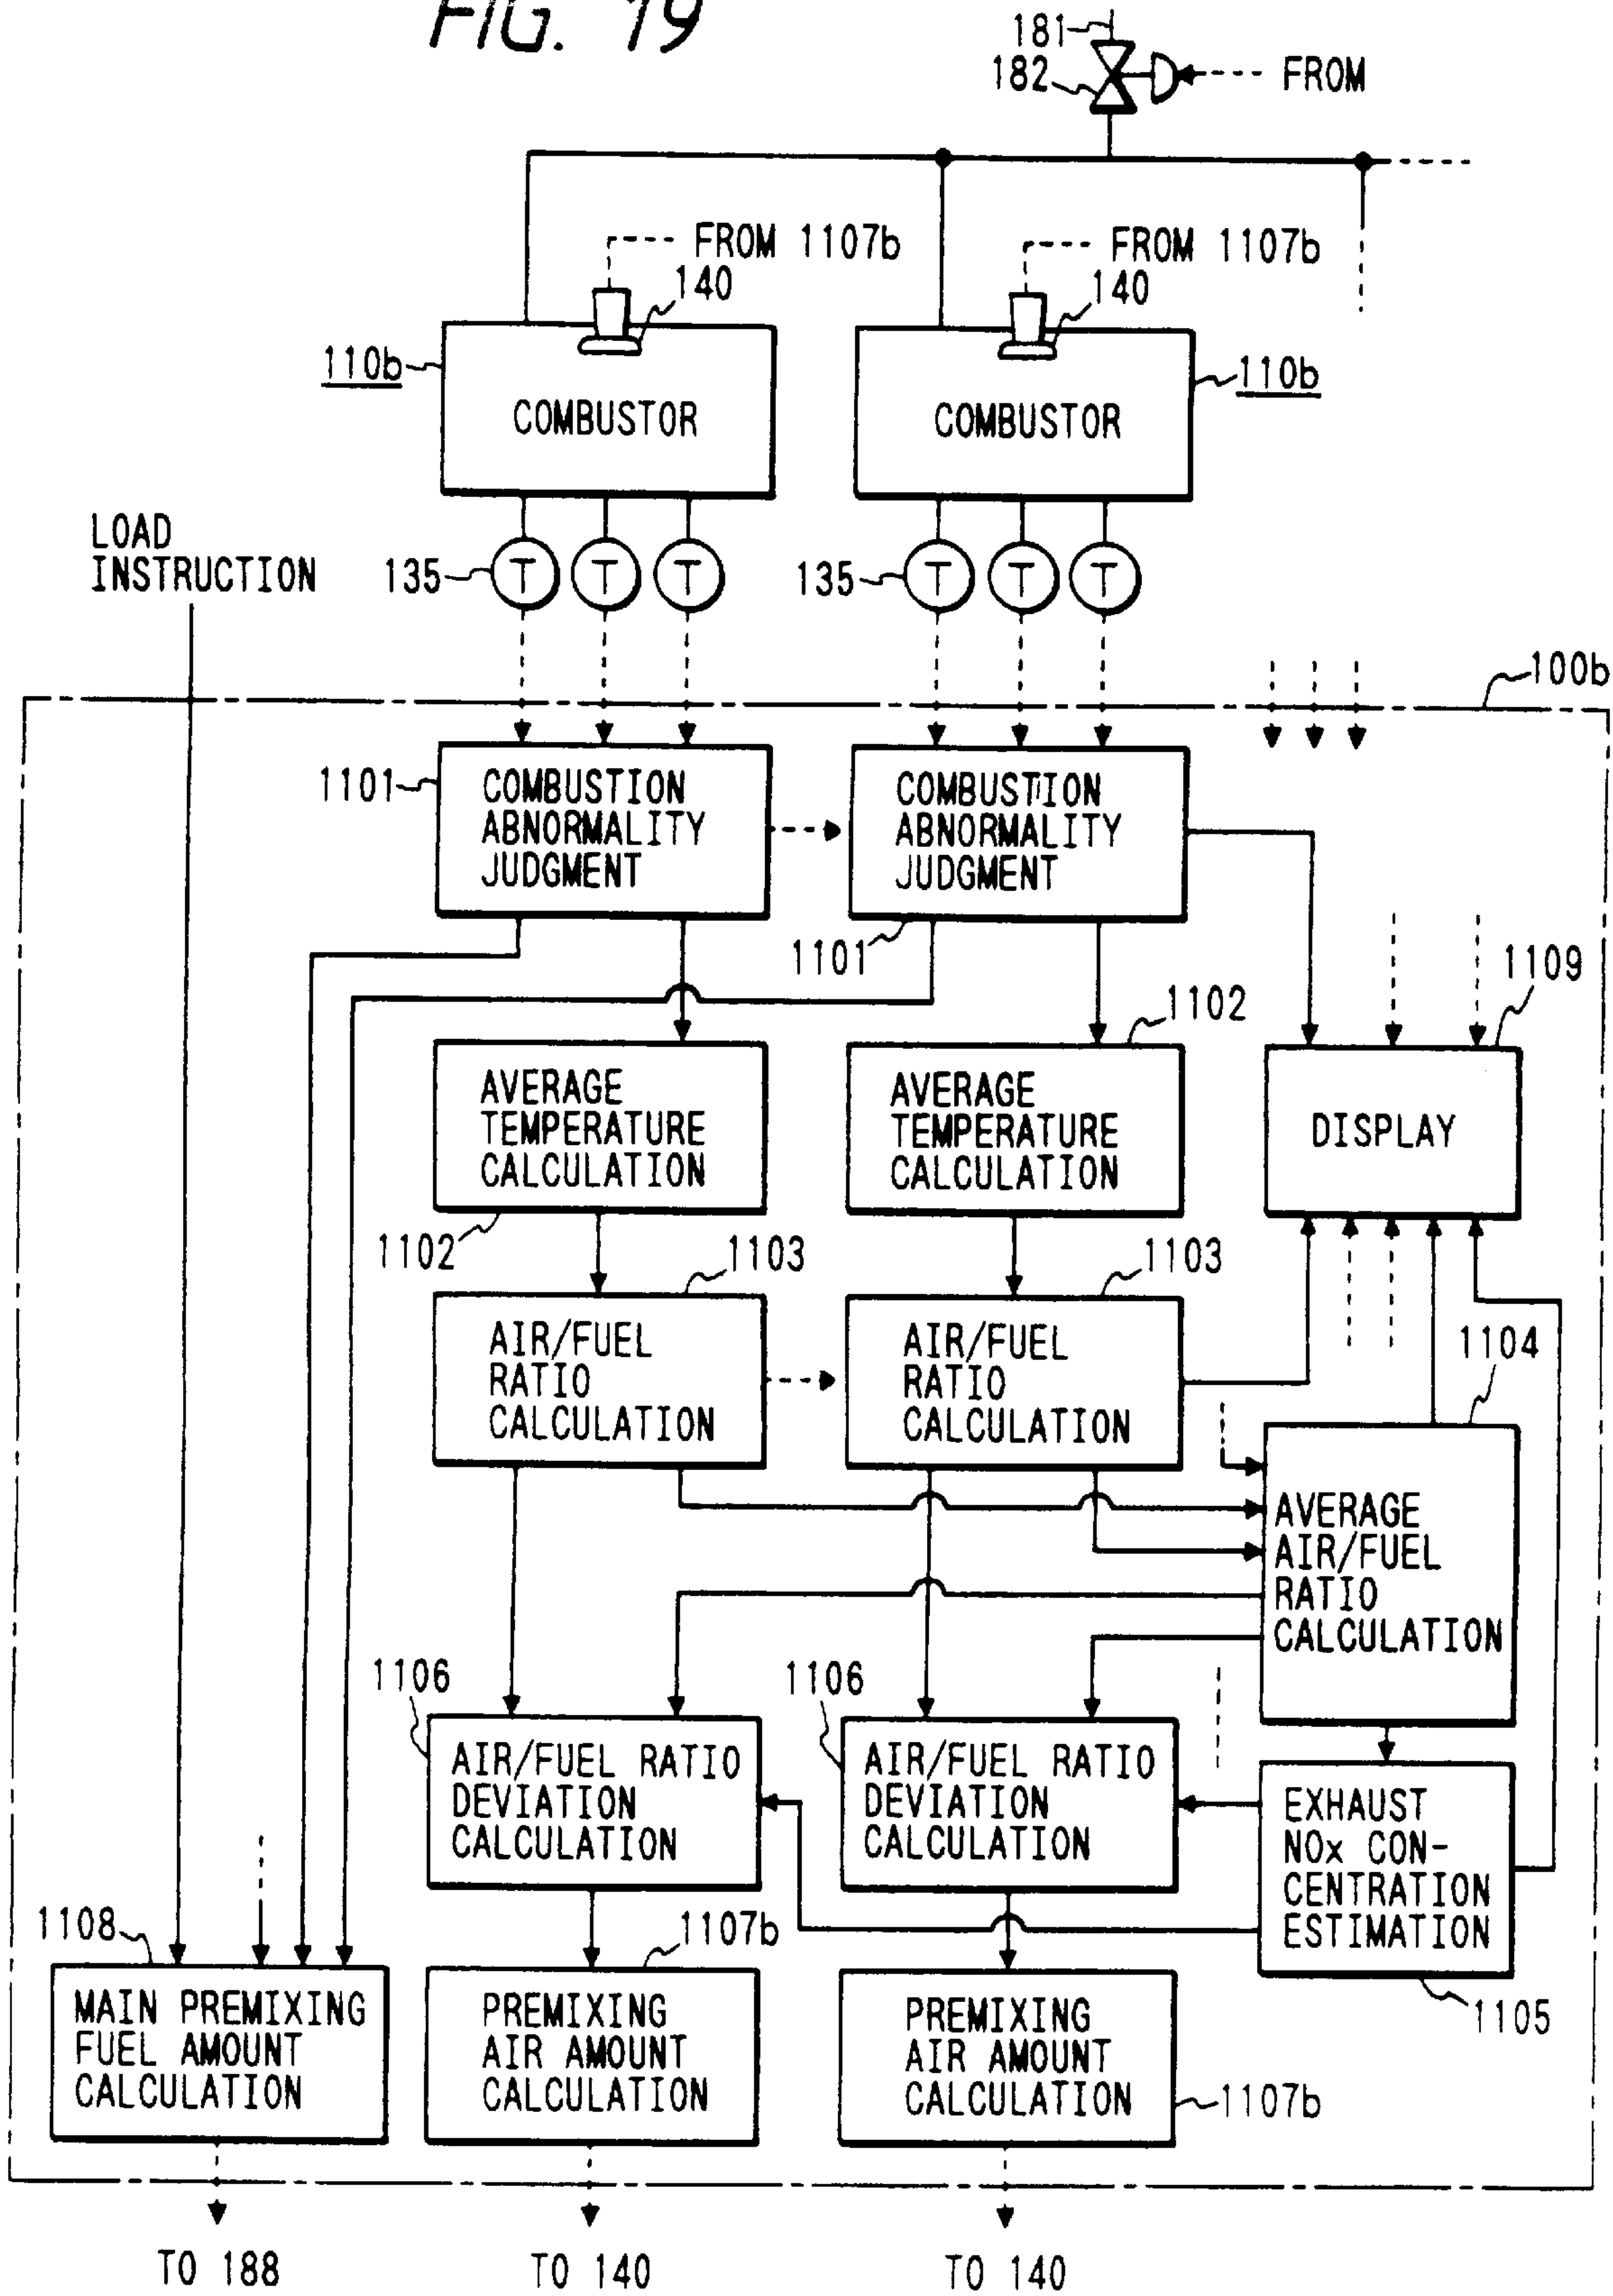 FIG. 19
181
182
FROM
FROM 1107b
140
FROM 1107b
140
110b
COMBUSTOR
COMBUSTOR
110b
LOAD
INSTRUCTION
135
T
T
T
135
T
T
T
100b
1101
COMBUSTION
ABNORMALITY
JUDGMENT
COMBUSTION
ABNORMALITY
JUDGMENT
1101
1109
1102
AVERAGE
TEMPERATURE
CALCULATION
AVERAGE
TEMPERATURE
CALCULATION
DISPLAY
1102
1103
1103
AIR/FUEL
RATIO
CALCULATION
AIR/FUEL
RATIO
CALCULATION
1104
AVERAGE
AIR/FUEL
RATIO
CALCULATION
1106
1106
AIR/FUEL RATIO
DEVIATION
CALCULATION
AIR/FUEL RATIO
DEVIATION
CALCULATION
EXHAUST
NOx CON-
CENTRATION
ESTIMATION
1108
1107b
1105
MAIN PREMIXING
FUEL AMOUNT
CALCULATION
PREMIXING
AIR AMOUNT
CALCULATION
PREMIXING
AIR AMOUNT
CALCULATION
1107b
TO 188
TO 140
TO 140